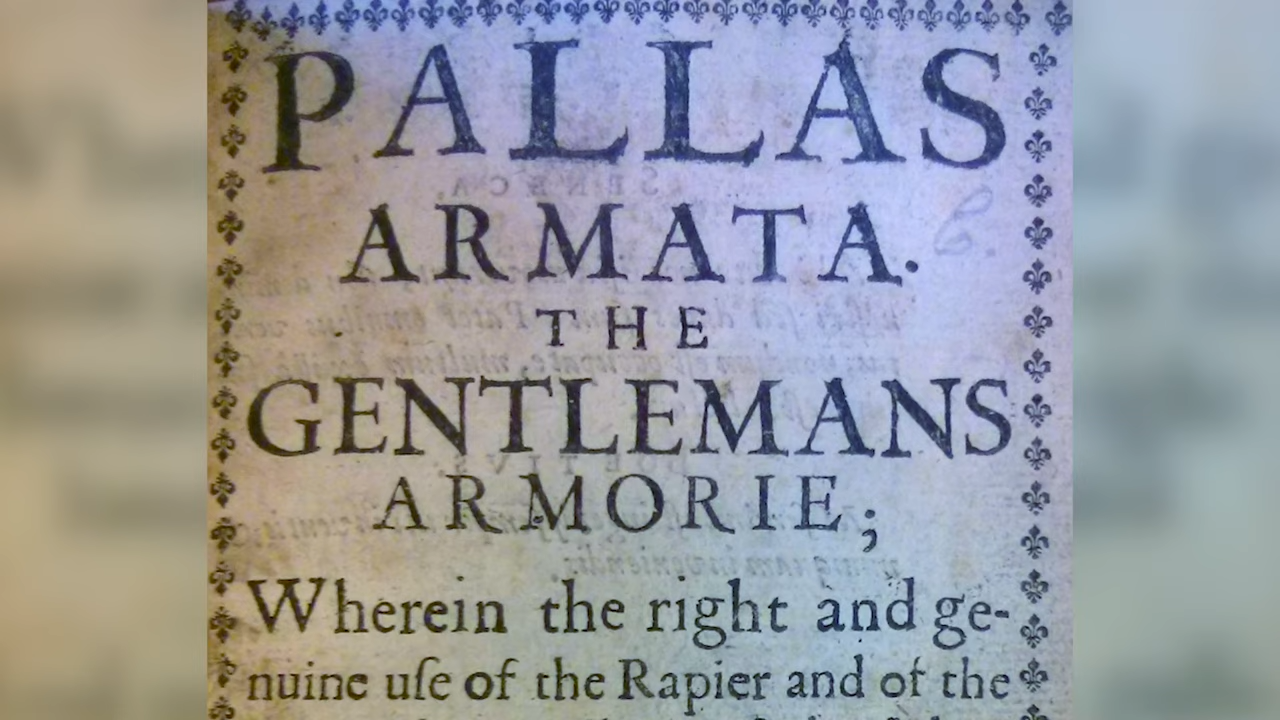 PALLAS
ARMATA.
THE
GENTLEMANS
ARMORIE;
Wherein the right and ge-
nuine uſe of the Rapier and of the